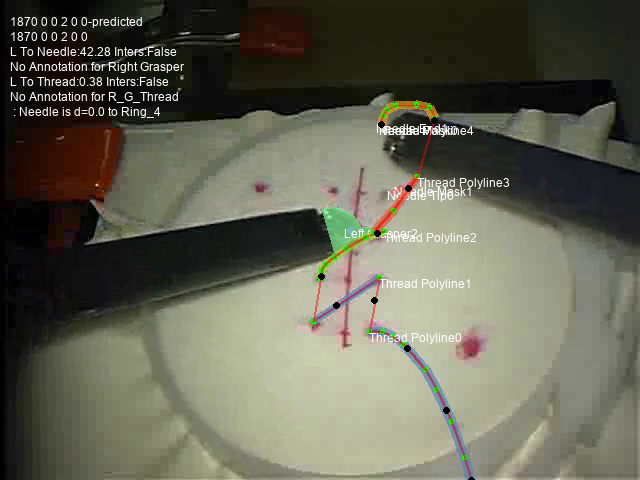 1870 0 0 2 0 0-predicted
1870 0 0 2 0 0
L To Needle:42.28 Inters:False
No Annotation for Right Grasper
L To Thread:0.38 Inters:False
No Annotation for R_G_Thread
: Needle is d=0.0 to Ring_4
Thread Polyline4
Thread Polyline3
Needle Mask1
Needle Tip0
Left Grasper2
Thread Polyline2
Thread Polyline1
Thread Polyline0